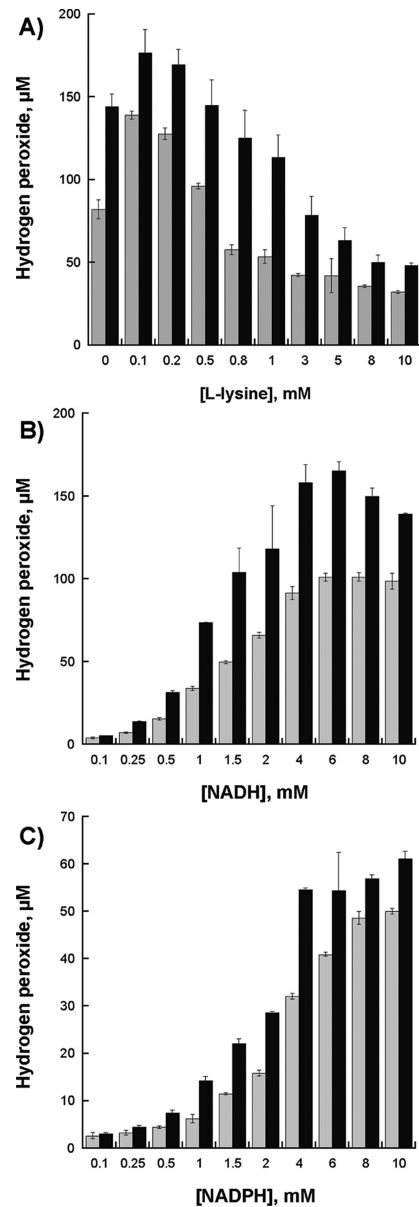 A)
200
150
100
50
0
Hydrogen peroxide, µM
0 0.1 0.2 0.5 0.8 1 3 5 8 10
[L-lysine], mM
B)
200
150
100
50
0
Hydrogen peroxide, µM
0.1 0.25 0.5 1 1.5 2 4 6 8 10
[NADH], mM
C)
70
60
50
40
30
20
10
0
Hydrogen peroxide, µM
0.1 0.25 0.5 1 1.5 2 4 6 8 10
[NADPH], mM